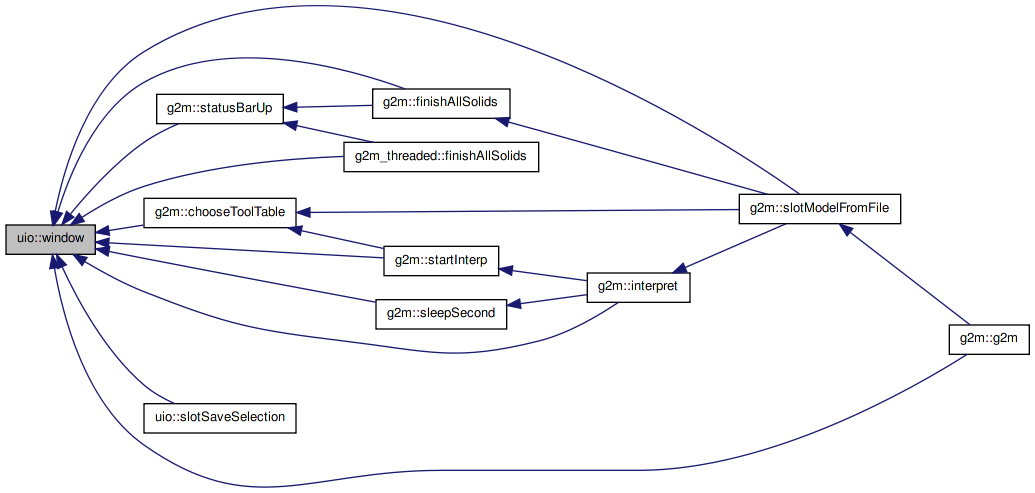 g2m::finishAllSolids
g2m::statusBarUp
g2m_threaded::finishAllSolids
g2m::chooseToolTable
g2m::slotModelFromFile
uio::window
g2m::startInterp
g2m::interpret
g2m::sleepSecond
g2m::g2m
uio::slotSaveSelection